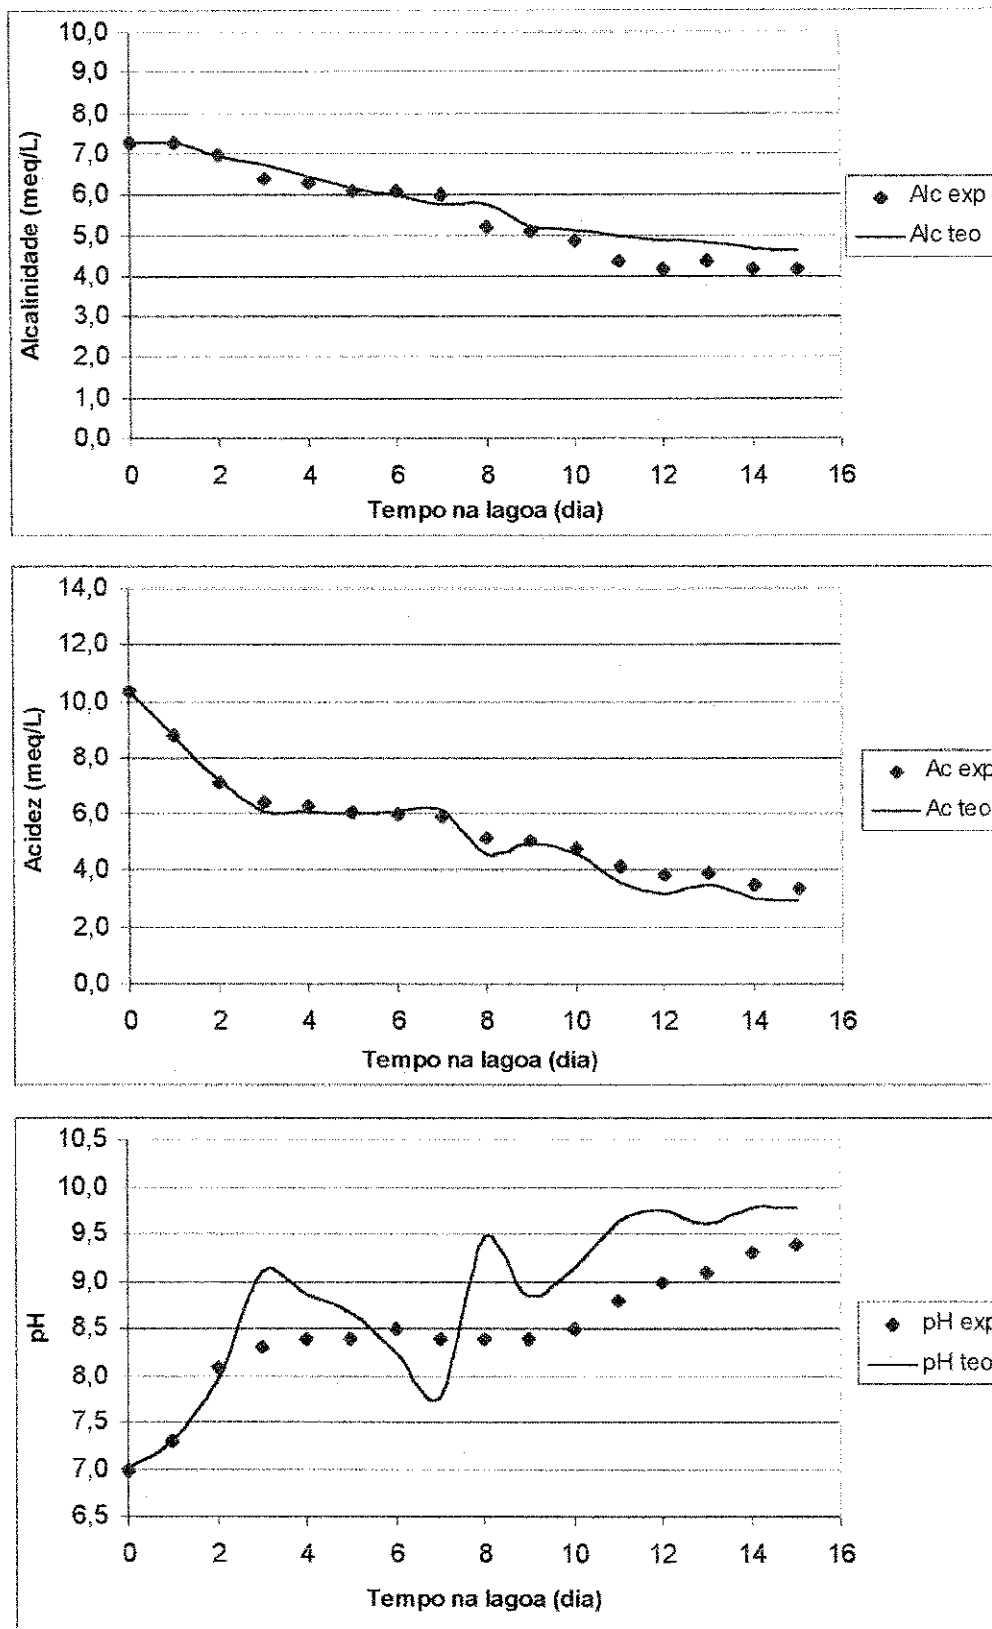 10,0
9,0
8,0
7,0
6,0
5,0
4,0
3,0
2,0
1,0
0,0
Alcalinidade (meq/L)
0 2 4 6 8 10 12 14 16
Tempo na lagoa (dia)
Alc exp
Alc teo
14,0
12,0
10,0
8,0
6,0
4,0
2,0
0,0
Acidez (meq/L)
0 2 4 6 8 10 12 14 16
Tempo na lagoa (dia)
Ac exp
Ac teo
10,5
10,0
9,5
9,0
8,5
8,0
7,5
7,0
6,5
pH
0 2 4 6 8 10 12 14 16
Tempo na lagoa (dia)
pH exp
pH teo